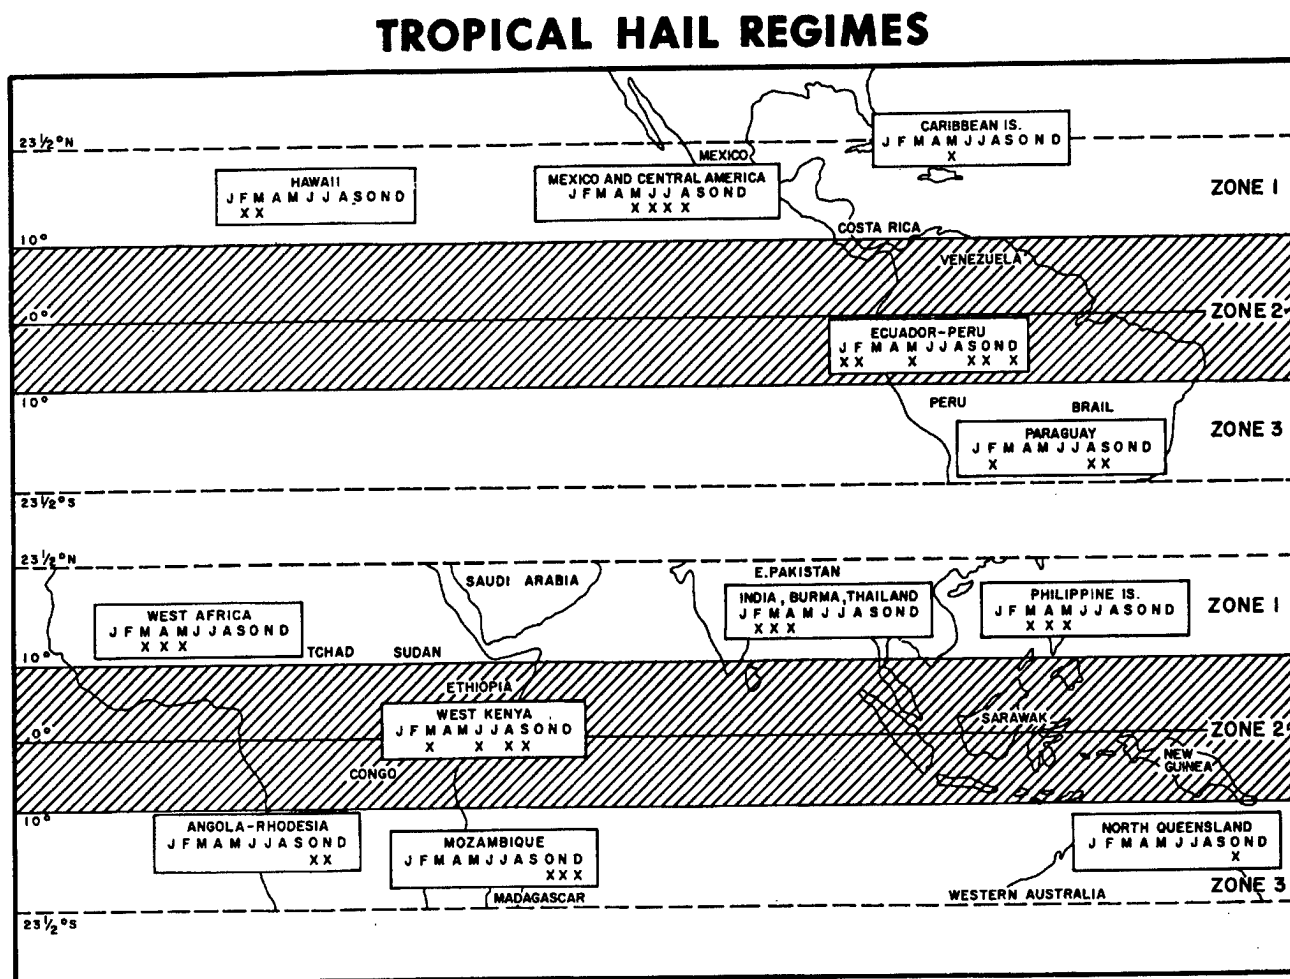 TROPICAL HAIL REGIMES
23½°N
CARIBBEAN IS.
J F M A M J J A S O N D
X
MEXICO
HAWAII
J F M A M J J A S O N D
X X
MEXICO AND CENTRAL AMERICA
J F M A M J J A S O N D
X X X X
ZONE 1
10°
COSTA RICA
VENEZUELA
0°
ZONE 2
ECUADOR-PERU
J F M A M J J A S O N D
X X X X X X
10°
PERU
BRAIL
ZONE 3
PARAGUAY
J F M A M J J A S O N D
X X X
23½°S
23½°N
SAUDI ARABIA
E. PAKISTAN
WEST AFRICA
J F M A M J J A S O N D
X X X
INDIA, BURMA, THAILAND
J F M A M J J A S O N D
X X X
PHILIPPINE IS.
J F M A M J J A S O N D
X X X
ZONE 1
10°
TCHAD
SUDAN
ETHIOPIA
WEST KENYA
J F M A M J J A S O N D
X X X X
SARAWAK
0°
ZONE 2
CONGO
NEW
GUINEA
10°
ANGOLA-RHODESIA
J F M A M J J A S O N D
X X
MOZAMBIQUE
J F M A M J J A S O N D
X X X
NORTH QUEENSLAND
J F M A M J J A S O N D
X
MADAGASCAR
WESTERN AUSTRALIA
ZONE 3
23½°S